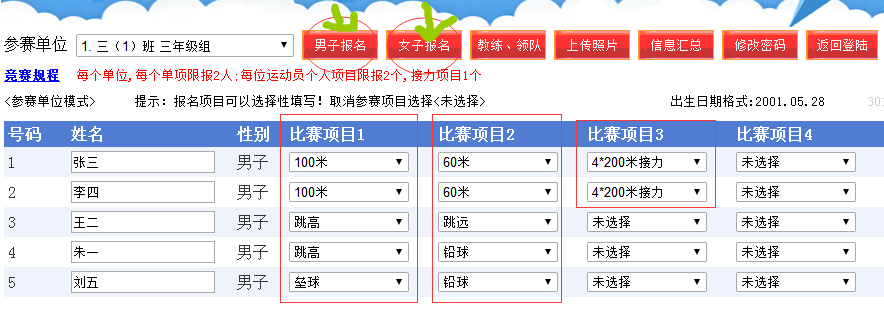 参赛单位 1. 三（1）班 三年级组 男子报名 女子报名 教练、领队 上传照片 信息汇总 修改密码 返回登陆
竞赛规程 每个单位,每个单项限报2人;每位运动员个人项目限报2个,接力项目1个
<参赛单位模式> 提示: 报名项目可以选择性填写! 取消参赛项目选择<未选择> 出生日期格式:2001.05.28 30
号码 姓名 性别 比赛项目1 比赛项目2 比赛项目3 比赛项目4
1 张三 男子 100米 60米 4*200米接力 未选择
2 李四 男子 100米 60米 4*200米接力 未选择
3 王二 男子 跳高 跳远 未选择 未选择
4 朱一 男子 跳高 铅球 未选择 未选择
5 刘五 男子 垒球 铅球 未选择 未选择